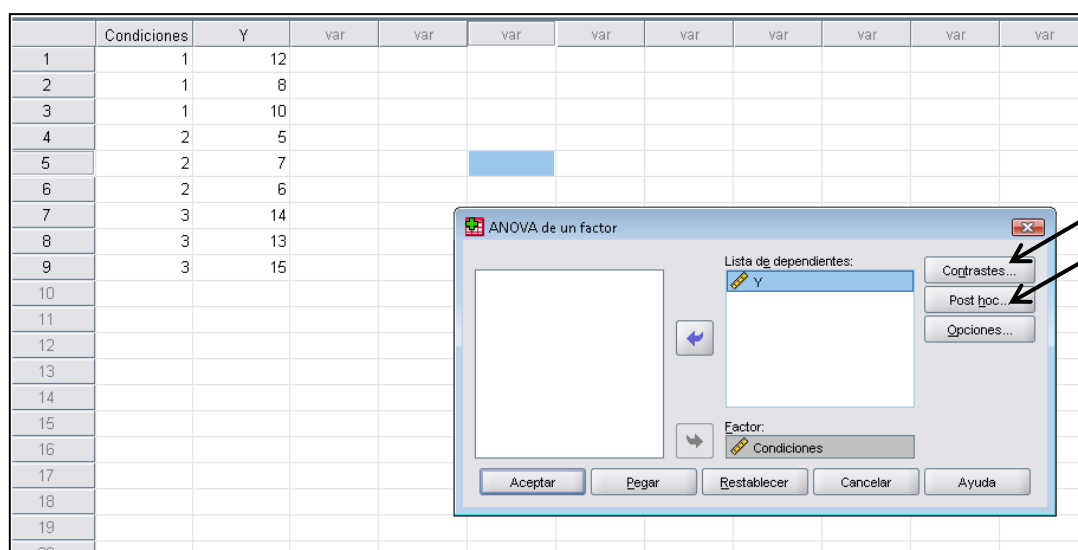 Condiciones Y var var var var var var var var var
1 1 12
2 1 8
3 1 10
4 2 5
5 2 7
6 2 6
7 3 14
8 3 13
9 3 15
10
11
12
13
14
15
16
17
18
19
ANOVA de un factor
Lista de dependientes:
Y
Contrastes...
Post hoc...
Opciones...
Factor:
Condiciones
Aceptar Pegar Restablecer Cancelar Ayuda